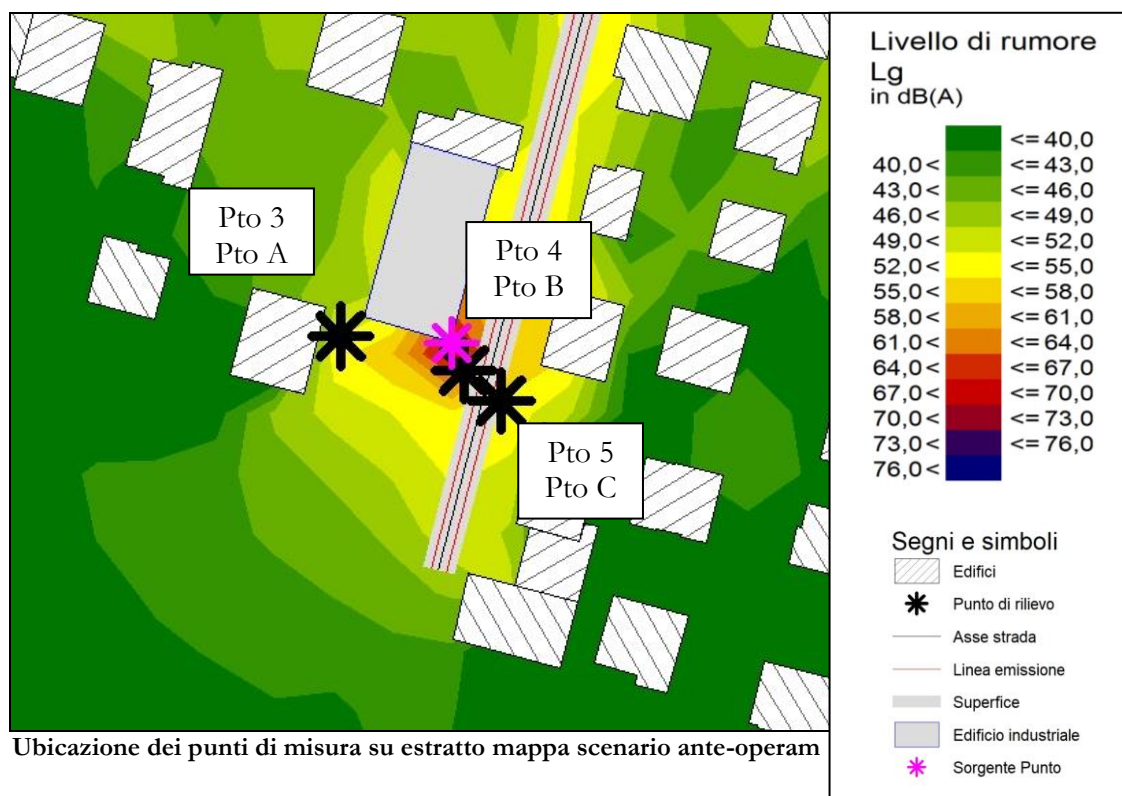 Pto 3
Pto A
Pto 4
Pto B
Pto 5
Pto C
Ubicazione dei punti di misura su estratto mappa scenario ante-operam
Livello di rumore
Lg
in dB(A)
<= 40,0
40,0 < <= 43,0
43,0 < <= 46,0
46,0 < <= 49,0
49,0 < <= 52,0
52,0 < <= 55,0
55,0 < <= 58,0
58,0 < <= 61,0
61,0 < <= 64,0
64,0 < <= 67,0
67,0 < <= 70,0
70,0 < <= 73,0
73,0 < <= 76,0
76,0 <
Segni e simboli
Edifici
Punto di rilievo
Asse strada
Linea emissione
Superfice
Edificio industriale
Sorgente Punto